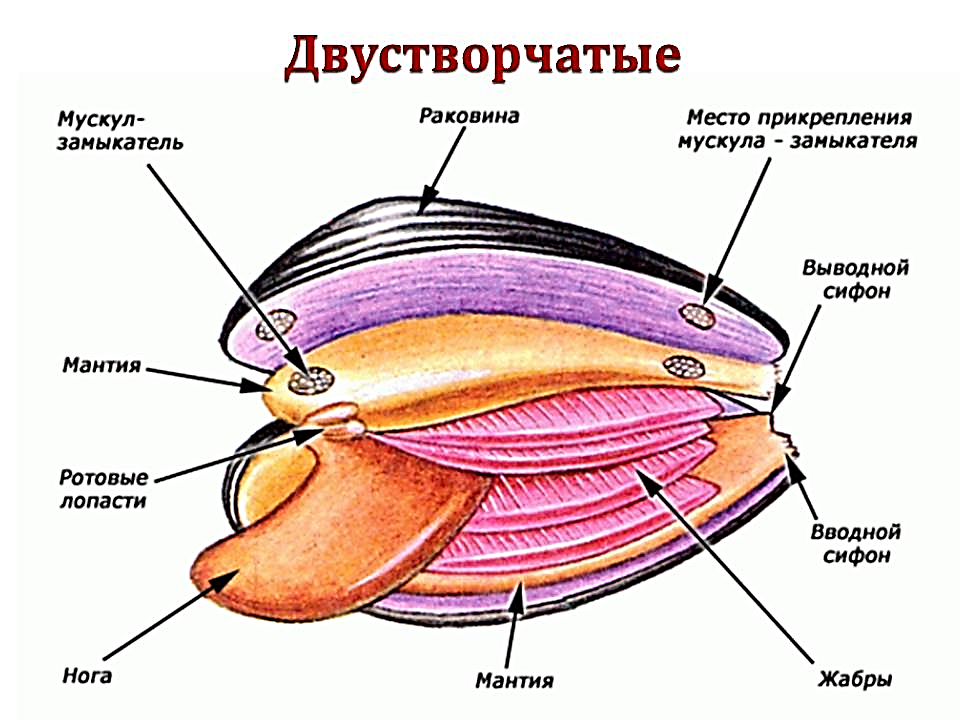 Двустворчатые
Мускул-
замыкатель
Раковина
Место прикрепления
мускула - замыкателя
Выводной
сифон
Мантия
Ротовые
лопасти
Вводной
сифон
Нога
Мантия
Жабры